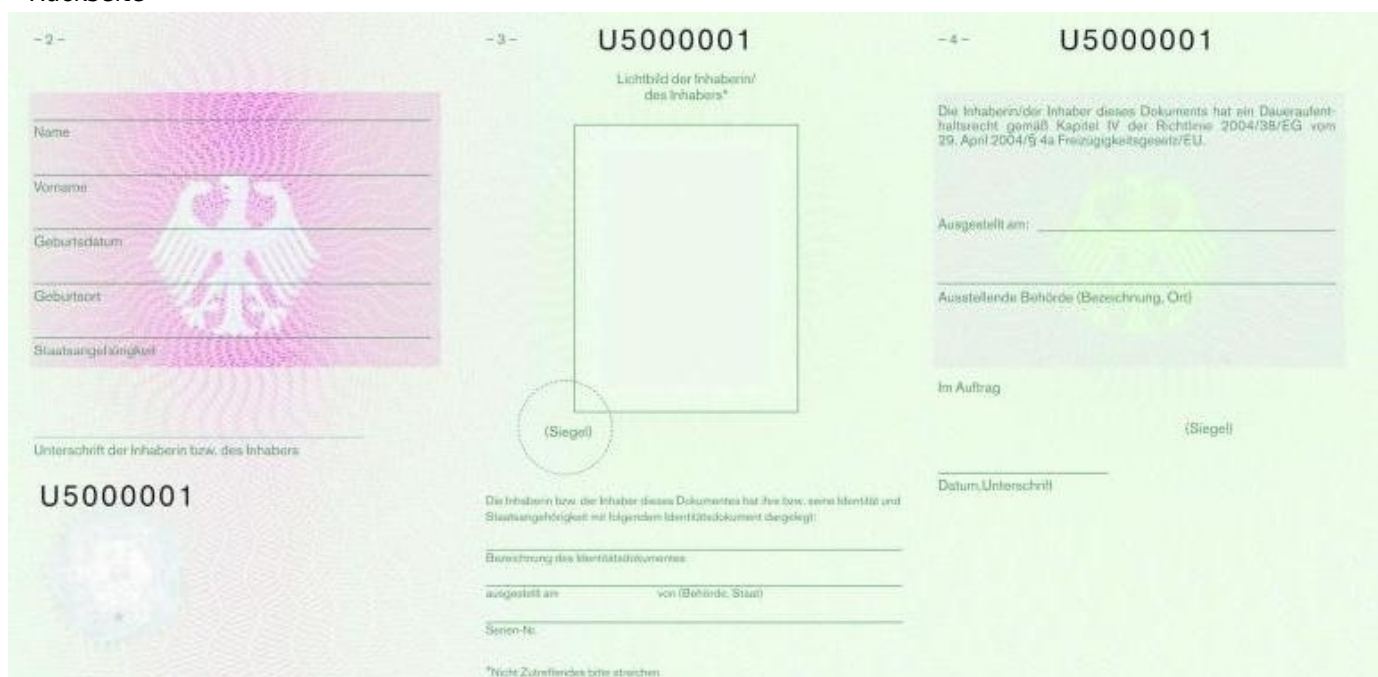 Rückseite
- 2 -
Name
Vorname
Geburtsdatum
Geburtsort
Staatsangehörigkeit
Unterschrift der Inhaberin bzw. des Inhabers
U5000001
- 3 -
U5000001
Lichtbild der Inhaberin/
des Inhabers*
(Siegel)
Die Inhaberin bzw. der Inhaber dieses Dokumentes hat ihre bzw. seine Identität und
Staatsangehörigkeit mit folgendem Identitätsdokument dargelegt:
Bezeichnung des Identitätsdokumentes
ausgestellt am von (Behörde, Staat)
Serien-Nr.
*Nicht Zutreffendes bitte streichen
- 4 -
U5000001
Die Inhaberin/der Inhaber dieses Dokuments hat ein Daueraufent-
haltsrecht gemäß Kapitel IV der Richtlinie 2004/38/EG vom
29. April 2004/§ 4a Freizügigkeitsgesetz/EU.
Ausgestellt am:
Ausstellende Behörde (Bezeichnung, Ort)
Im Auftrag
(Siegel)
Datum,Unterschrift